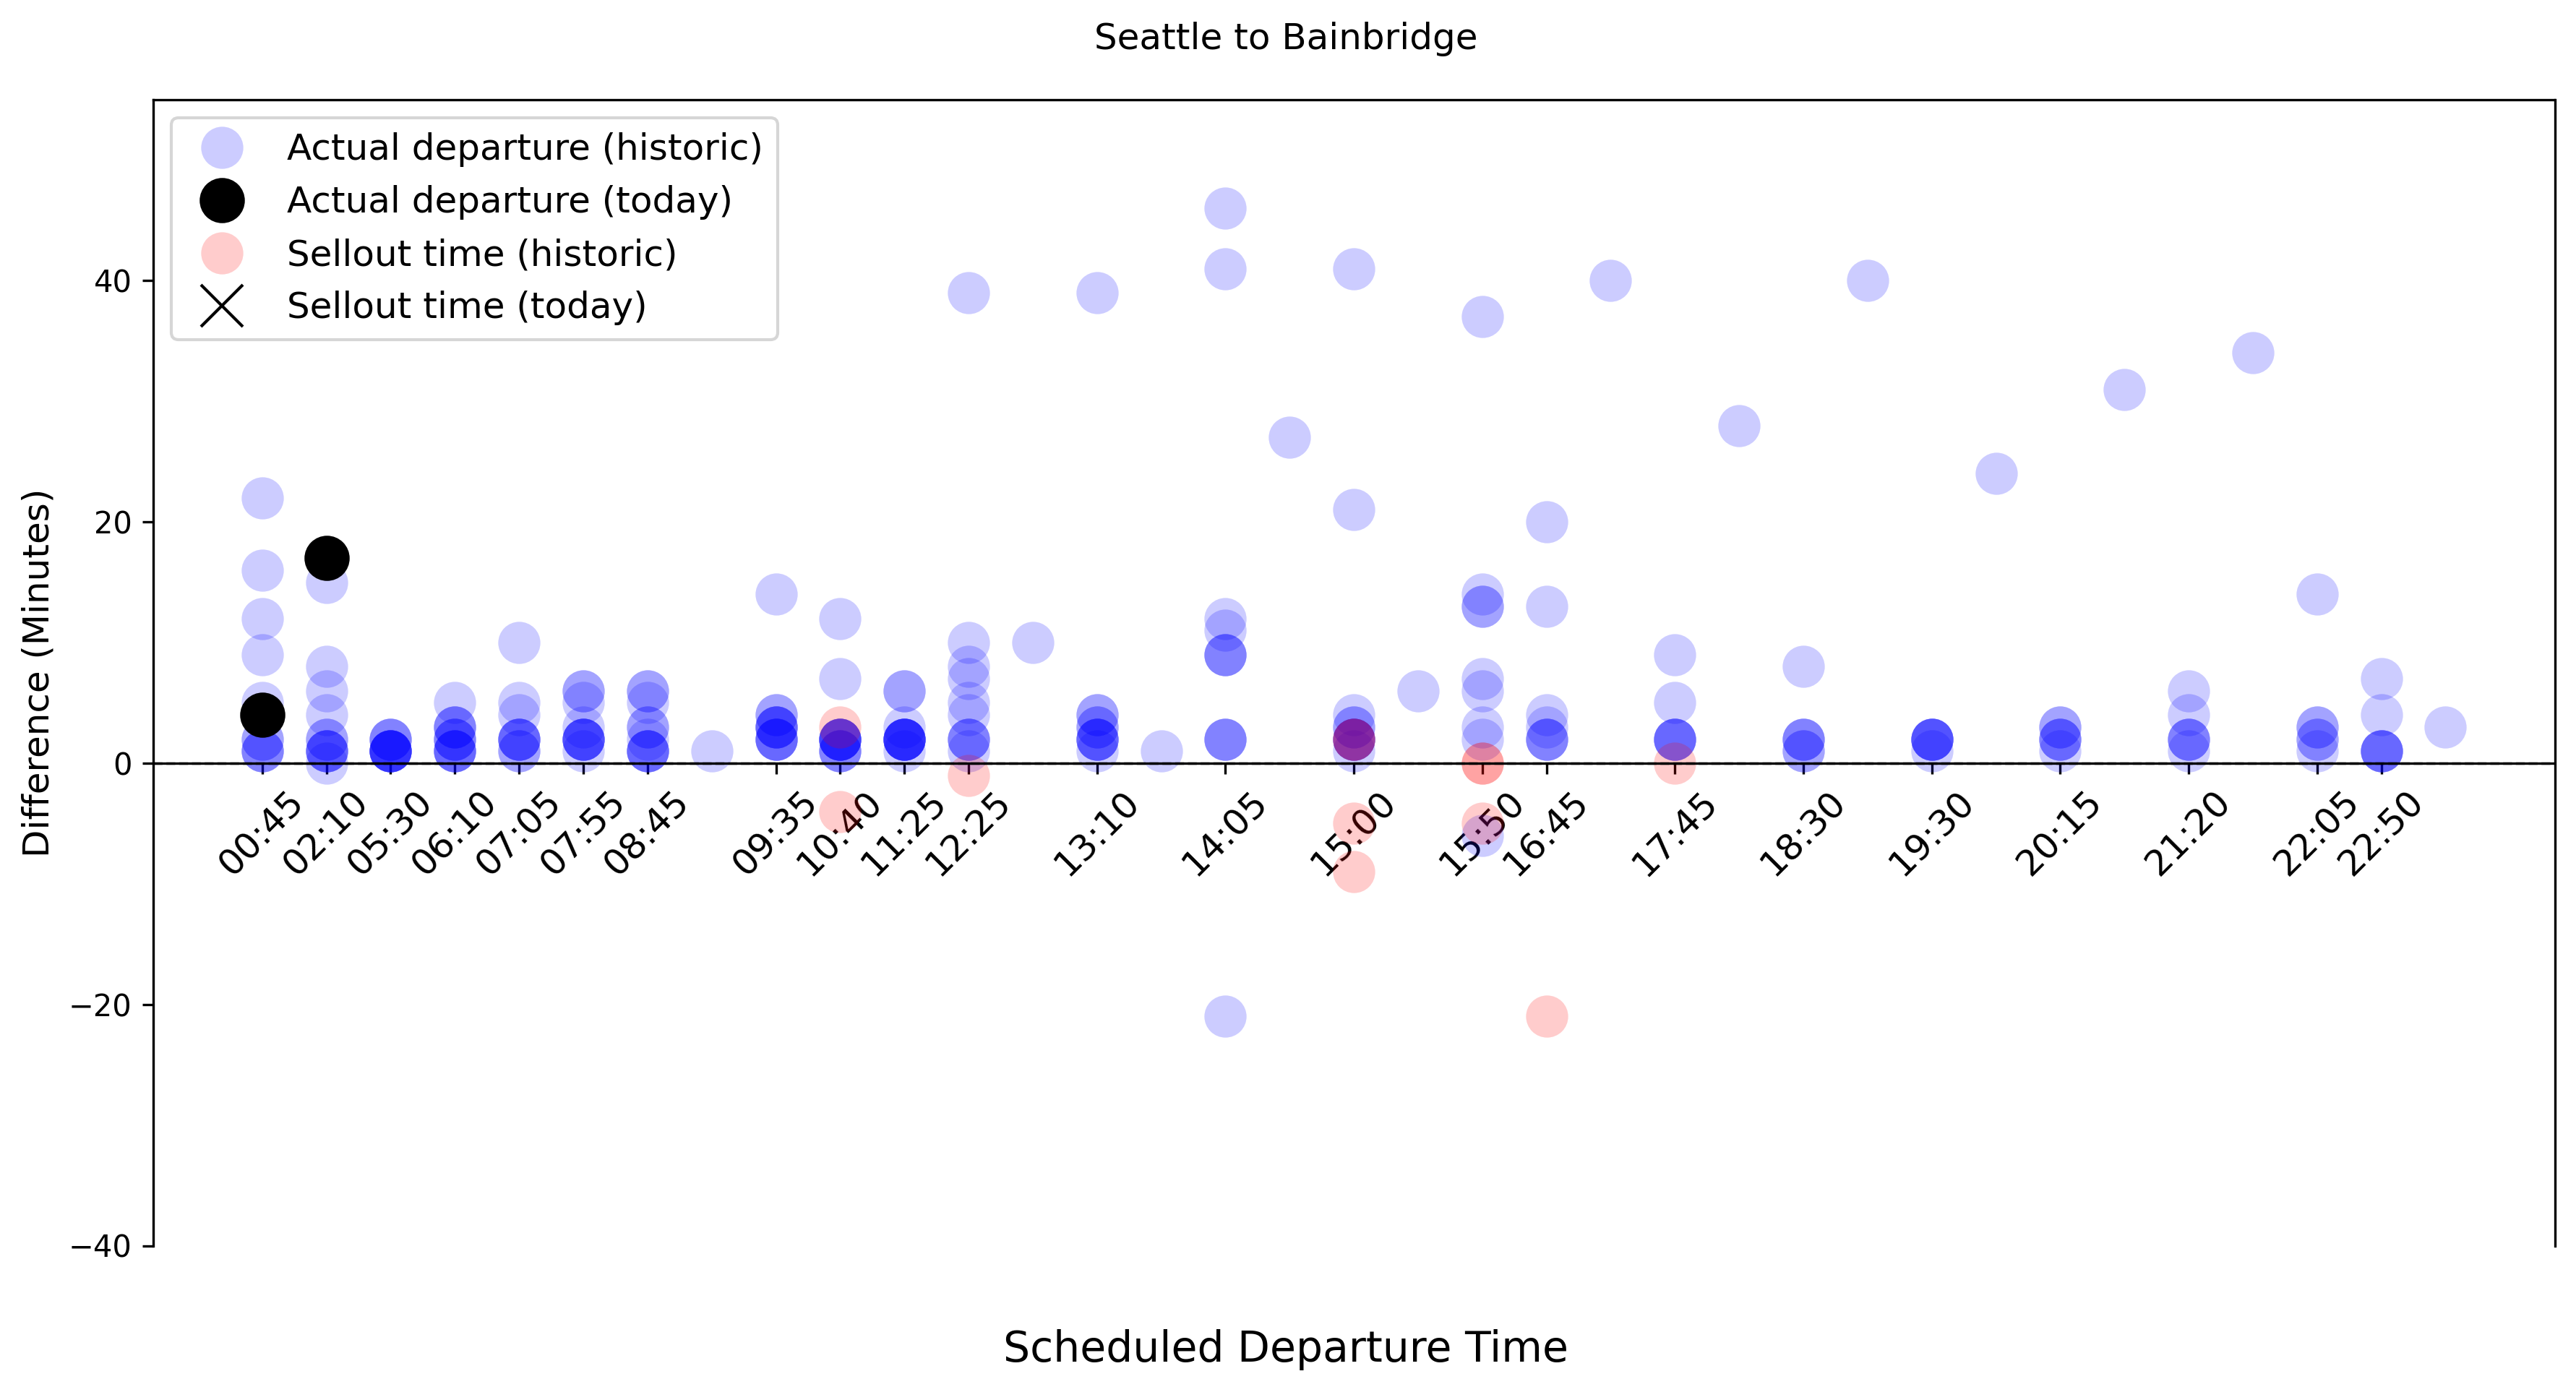 Seattle to Bainbridge
Actual departure (historic)
Actual departure (today)
Sellout time (historic)
Sellout time (today)
Difference (Minutes)
40
20
0
−20
−40
00:45 02:10 05:30 06:10 07:05 07:55 08:45 09:35 10:40 11:25 12:25 13:10 14:05 15:00 15:50 16:45 17:45 18:30 19:30 20:15 21:20 22:05 22:50
Scheduled Departure Time